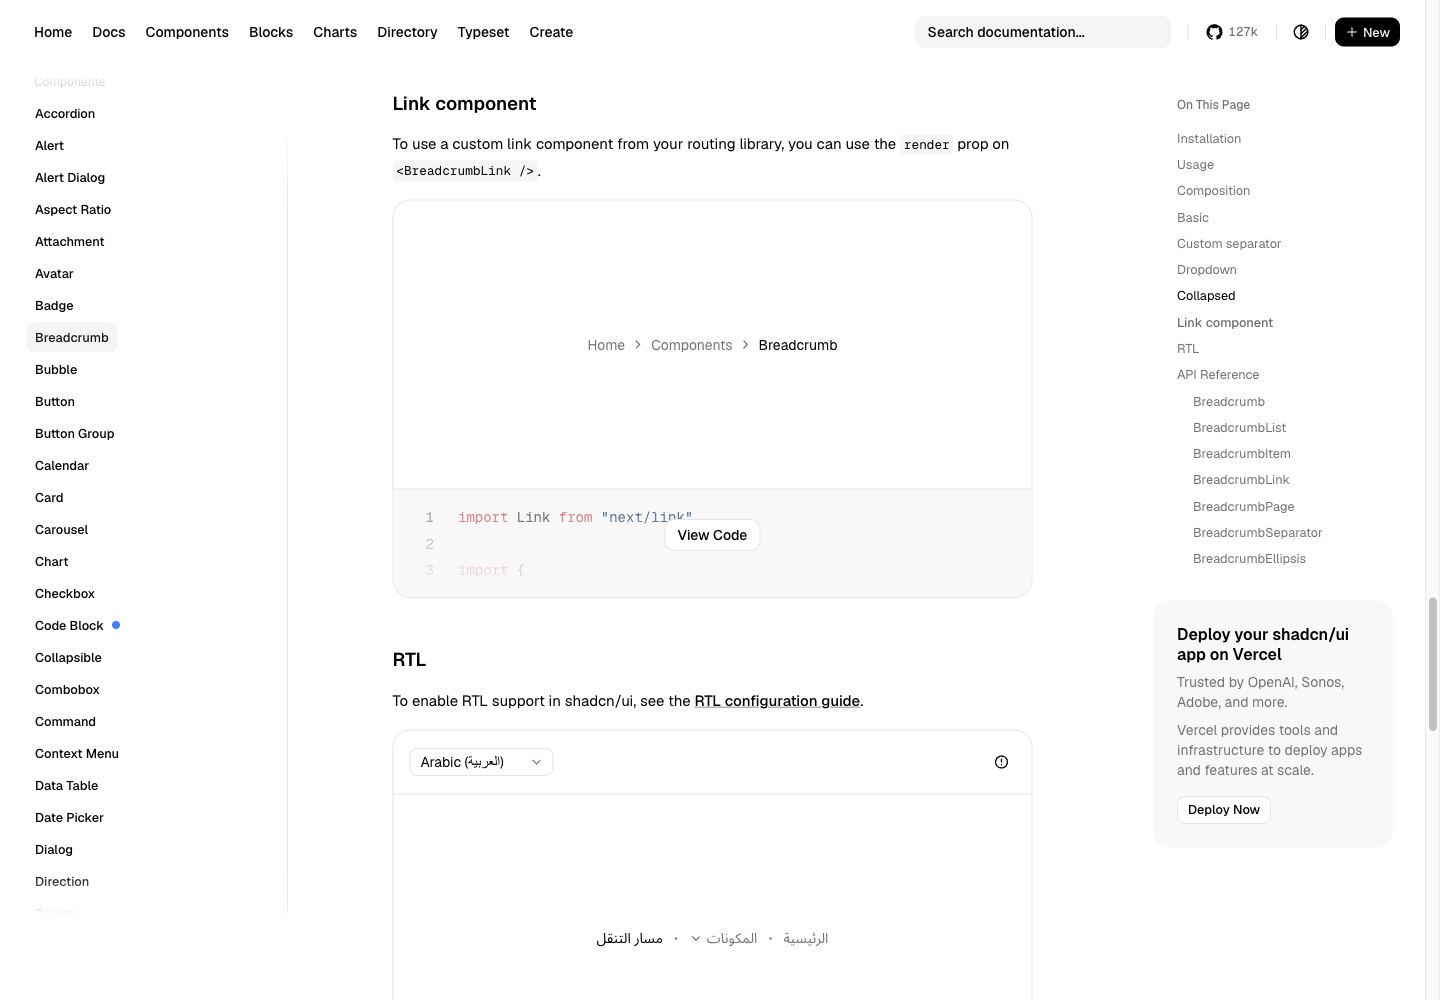 Home Docs Components Blocks Charts Directory Typeset Create
Search documentation...
127k
New
Components
Accordion
Alert
Alert Dialog
Aspect Ratio
Attachment
Avatar
Badge
Breadcrumb
Bubble
Button
Button Group
Calendar
Card
Carousel
Chart
Checkbox
Code Block
Collapsible
Combobox
Command
Context Menu
Data Table
Date Picker
Dialog
Direction
Link component
To use a custom link component from your routing library, you can use the render prop on
<BreadcrumbLink />.
Home > Components > Breadcrumb
1 import Link from "next/link"
2
3 import {
View Code
RTL
To enable RTL support in shadcn/ui, see the RTL configuration guide.
Arabic (العربية)
الرئيسية • المكونات • مسار التنقل
On This Page
Installation
Usage
Composition
Basic
Custom separator
Dropdown
Collapsed
Link component
RTL
API Reference
Breadcrumb
BreadcrumbList
BreadcrumbItem
BreadcrumbLink
BreadcrumbPage
BreadcrumbSeparator
BreadcrumbEllipsis
Deploy your shadcn/ui
app on Vercel
Trusted by OpenAI, Sonos,
Adobe, and more.
Vercel provides tools and
infrastructure to deploy apps
and features at scale.
Deploy Now